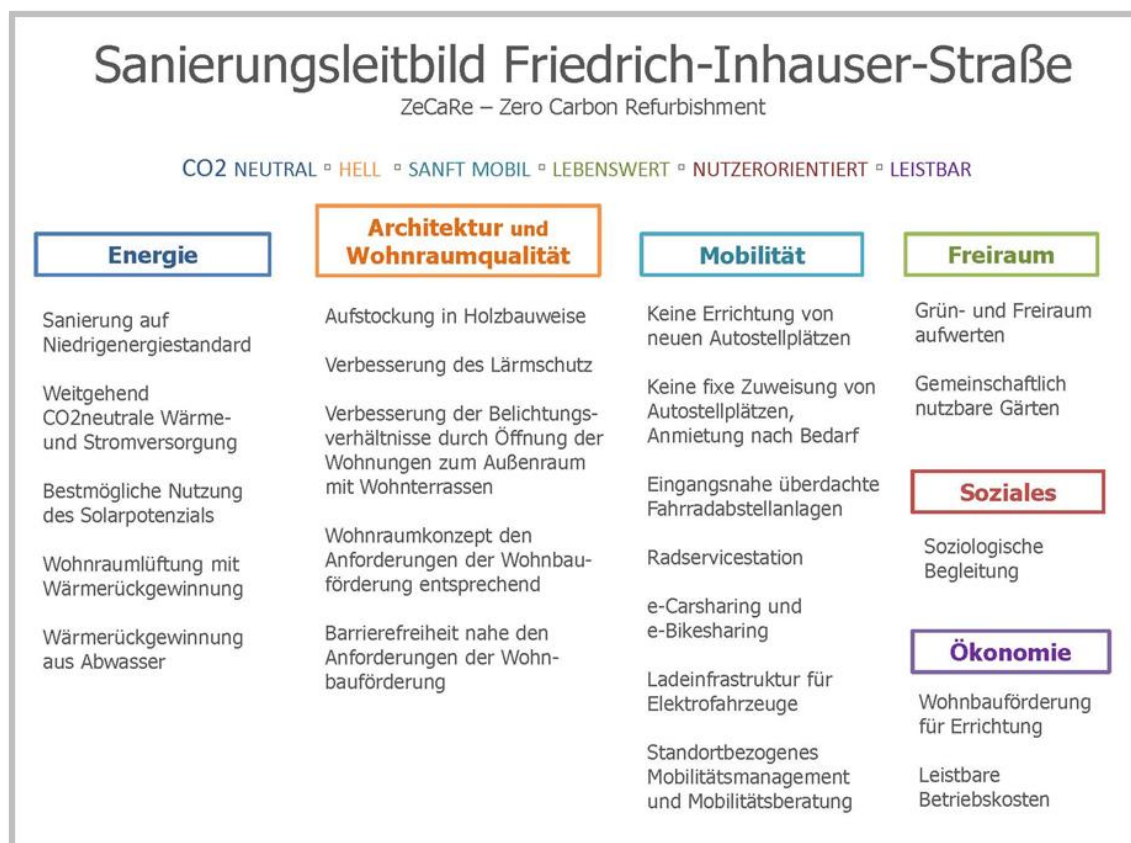 Sanierungsleitbild Friedrich-Inhauser-Straße
ZeCaRe – Zero Carbon Refurbishment
CO2 NEUTRAL ▫ HELL ▫ SANFT MOBIL ▫ LEBENSWERT ▫ NUTZERORIENTIERT ▫ LEISTBAR
Energie
Sanierung auf
Niedrigenergiestandard
Weitgehend
CO2neutrale Wärme-
und Stromversorgung
Bestmögliche Nutzung
des Solarpotenzials
Wohnraumlüftung mit
Wärmerückgewinnung
Wärmerückgewinnung
aus Abwasser
Architektur und
Wohnraumqualität
Aufstockung in Holzbauweise
Verbesserung des Lärmschutz
Verbesserung der Belichtungs-
verhältnisse durch Öffnung der
Wohnungen zum Außenraum
mit Wohnterrassen
Wohnraumkonzept den
Anforderungen der Wohnbau-
förderung entsprechend
Barrierefreiheit nahe den
Anforderungen der Wohn-
bauförderung
Mobilität
Keine Errichtung von
neuen Autostellplätzen
Keine fixe Zuweisung von
Autostellplätzen,
Anmietung nach Bedarf
Eingangsnahe überdachte
Fahrradabstellanlagen
Radservicestation
e-Carsharing und
e-Bikesharing
Ladeinfrastruktur für
Elektrofahrzeuge
Standortbezogenes
Mobilitätsmanagement
und Mobilitätsberatung
Freiraum
Grün- und Freiraum
aufwerten
Gemeinschaftlich
nutzbare Gärten
Soziales
Soziologische
Begleitung
Ökonomie
Wohnbauförderung
für Errichtung
Leistbare
Betriebskosten